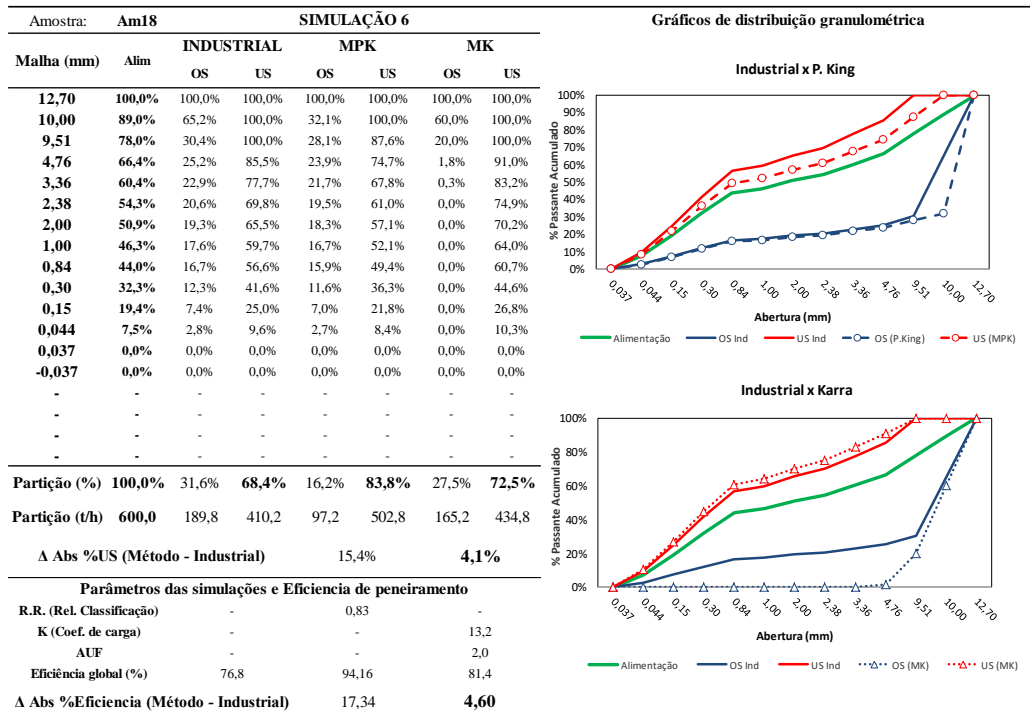 Amostra: Am18 SIMULAÇÃO 6
Malha (mm) Alim INDUSTRIAL MPK MK
OS US OS US OS US
12,70 100,0% 100,0% 100,0% 100,0% 100,0% 100,0% 100,0%
10,00 89,0% 65,2% 100,0% 32,1% 100,0% 60,0% 100,0%
9,51 78,0% 30,4% 100,0% 28,1% 87,6% 20,0% 100,0%
4,76 66,4% 25,2% 85,5% 23,9% 74,7% 1,8% 91,0%
3,36 60,4% 22,9% 77,7% 21,7% 67,8% 0,3% 83,2%
2,38 54,3% 20,6% 69,8% 19,5% 61,0% 0,0% 74,9%
2,00 50,9% 19,3% 65,5% 18,3% 57,1% 0,0% 70,2%
1,00 46,3% 17,6% 59,7% 16,7% 52,1% 0,0% 64,0%
0,84 44,0% 16,7% 56,6% 15,9% 49,4% 0,0% 60,7%
0,30 32,3% 12,3% 41,6% 11,6% 36,3% 0,0% 44,6%
0,15 19,4% 7,4% 25,0% 7,0% 21,8% 0,0% 26,8%
0,044 7,5% 2,8% 9,6% 2,7% 8,4% 0,0% 10,3%
0,037 0,0% 0,0% 0,0% 0,0% 0,0% 0,0% 0,0%
-0,037 0,0% 0,0% 0,0% 0,0% 0,0% 0,0% 0,0%
- - - - - - - -
- - - - - - - -
- - - - - - - -
- - - - - - - -
Partição (%) 100,0% 31,6% 68,4% 16,2% 83,8% 27,5% 72,5%
Partição (t/h) 600,0 189,8 410,2 97,2 502,8 165,2 434,8
Δ Abs %US (Método - Industrial) 15,4% 4,1%
Parâmetros das simulações e Eficiencia de peneiramento
R.R. (Rel. Classificação) - 0,83 -
K (Coef. de carga) - - 13,2
AUF - - 2,0
Eficiência global (%) 76,8 94,16 81,4
Δ Abs %Eficiencia (Método - Industrial) 17,34 4,60
Gráficos de distribuição granulométrica
Industrial x P. King
% Passante Acumulado
100%
90%
80%
70%
60%
50%
40%
30%
20%
10%
0%
0,037 0,044 0,15 0,30 0,84 1,00 2,00 2,38 3,36 4,76 9,51 10,00 12,70
Abertura (mm)
Alimentação OS Ind US Ind OS (P.King) US (MPK)
Industrial x Karra
% Passante Acumulado
100%
80%
60%
40%
20%
0%
0,037 0,044 0,15 0,30 0,84 1,00 2,00 2,38 3,36 4,76 9,51 10,00 12,70
Abertura (mm)
Alimentação OS Ind US Ind OS (MK) US (MK)